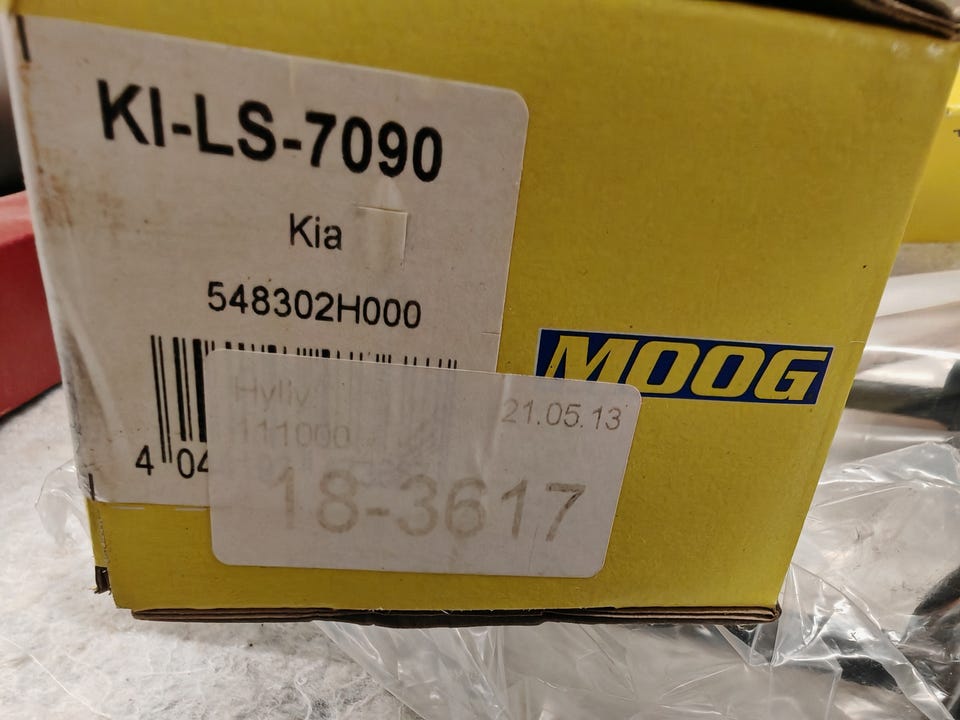 KI-LS-7090
Kia
548302H000
MOOG
4 04
Hylly
21.05.13
111000
18-3617